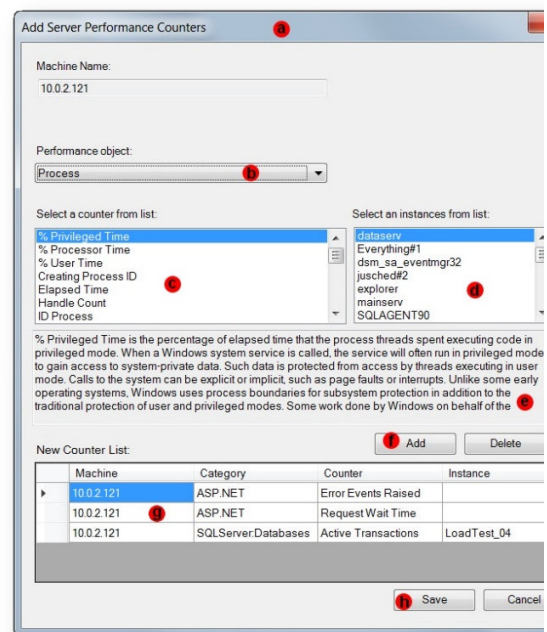 Add Server Performance Counters a
Machine Name:
10.0.2.121
Performance object:
Process b
Select a counter from list:
% Privileged Time
% Processor Time
% User Time
Creating Process ID
Elapsed Time
Handle Count
ID Process
c
Select an instances from list:
dataserv
Everything#1
dsm_sa_eventmgr32
jusched#2
explorer
mainserv
SQLAGENT90
d
% Privileged Time is the percentage of elapsed time that the process threads spent executing code in
privileged mode. When a Windows system service is called, the service will often run in privileged mode
to gain access to system-private data. Such data is protected from access by threads executing in user
mode. Calls to the system can be explicit or implicit, such as page faults or interrupts. Unlike some early
operating systems, Windows uses process boundaries for subsystem protection in addition to the
traditional protection of user and privileged modes. Some work done by Windows on behalf of the e
f Add Delete
New Counter List:
Machine Category Counter Instance
10.0.2.121 ASP.NET Error Events Raised
10.0.2.121 g ASP.NET Request Wait Time
10.0.2.121 SQLServer:Databases Active Transactions LoadTest_04
h Save Cancel